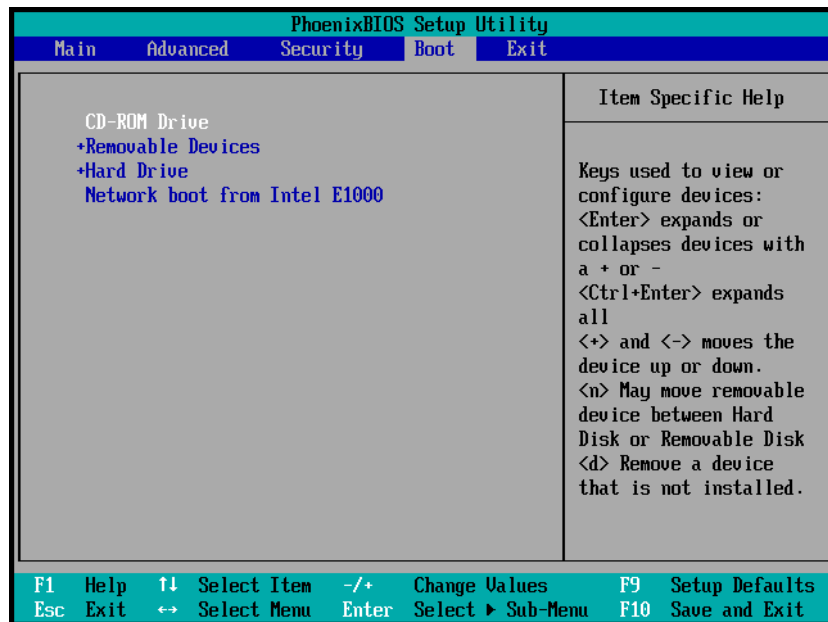 PhoenixBIOS Setup Utility
Main Advanced Security Boot Exit
CD-ROM Drive
+Removable Devices
+Hard Drive
Network boot from Intel E1000
Item Specific Help
Keys used to view or
configure devices:
<Enter> expands or
collapses devices with
a + or -
<Ctrl+Enter> expands
all
<+> and <-> moves the
device up or down.
<n> May move removable
device between Hard
Disk or Removable Disk
<d> Remove a device
that is not installed.
F1 Help ↑↓ Select Item -/+ Change Values F9 Setup Defaults
Esc Exit ↔ Select Menu Enter Select ▶ Sub-Menu F10 Save and Exit